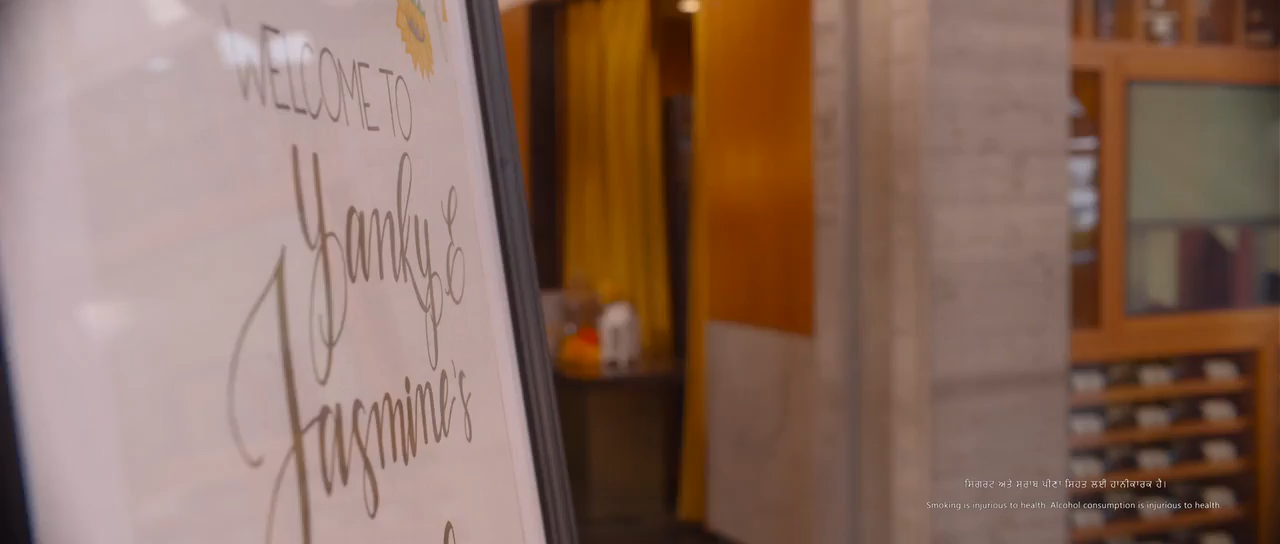 WELCOME TO
Yanky &
Jasmine's
ਸਿਗਰਟ ਅਤੇ ਸ਼ਰਾਬ ਪੀਣਾ ਸਿਹਤ ਲਈ ਹਾਨੀਕਾਰਕ ਹੈ।
Smoking is injurious to health. Alcohol consumption is injurious to health.